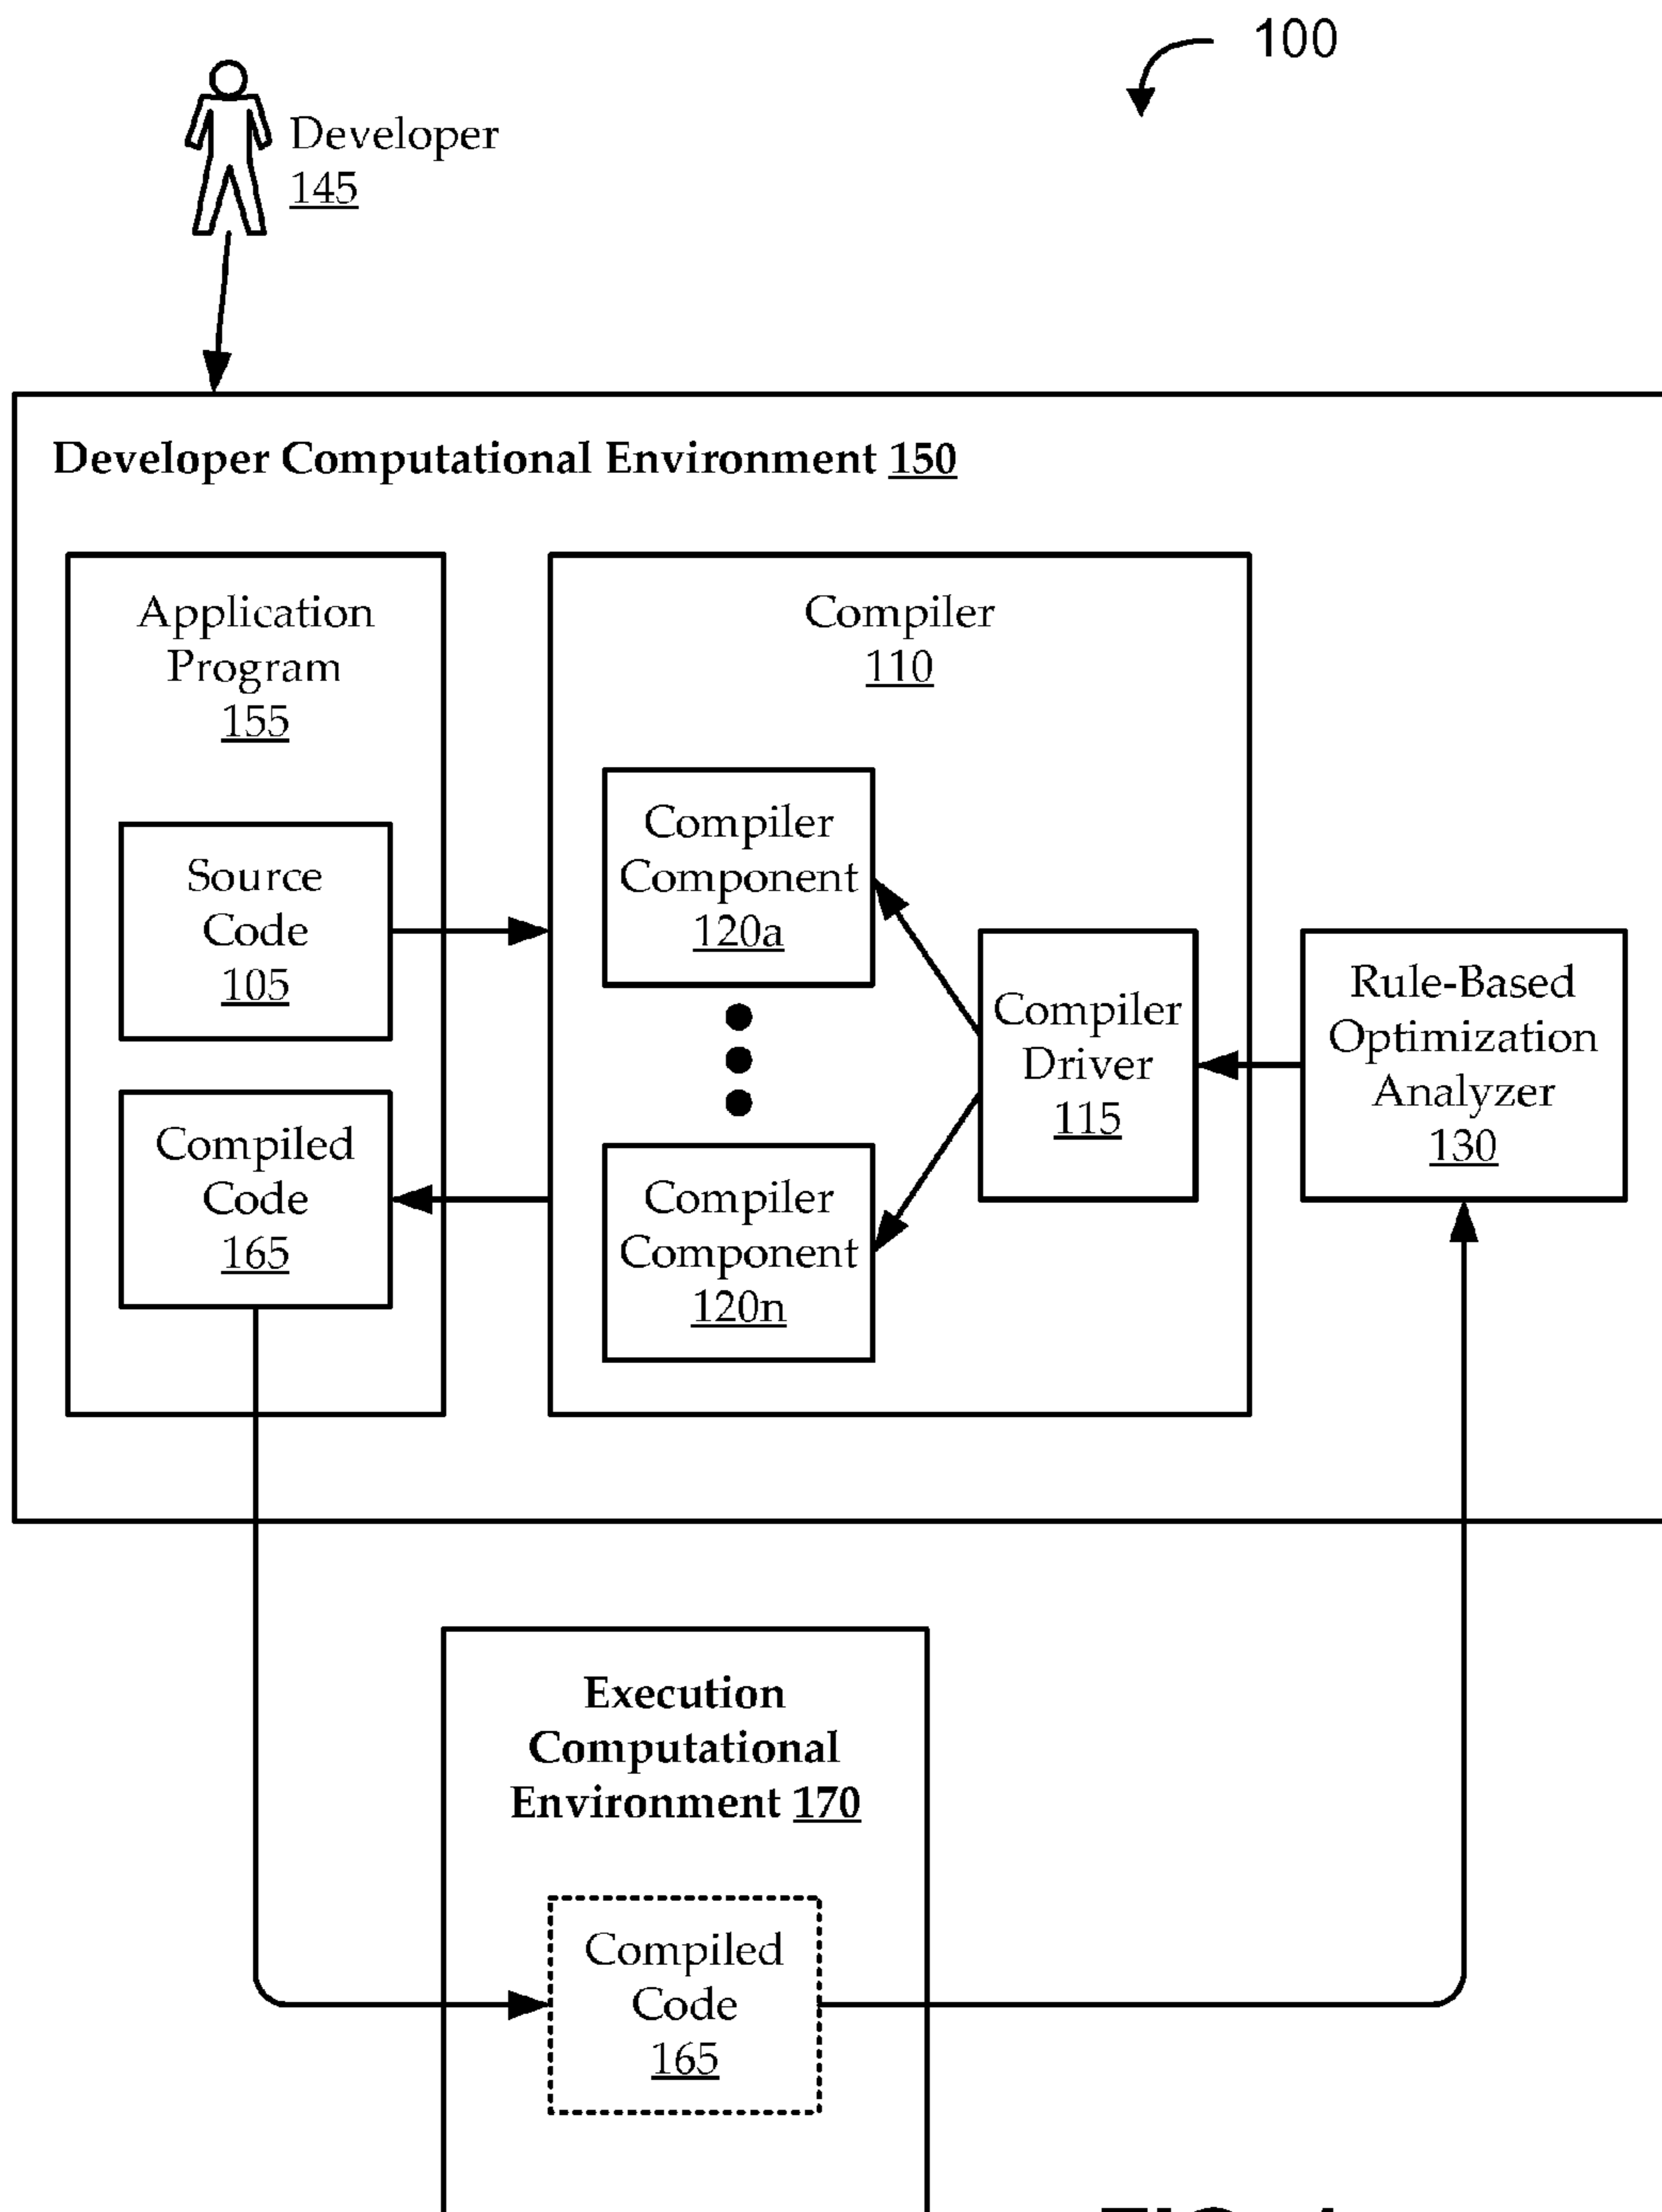 100
Developer
145
Developer Computational Environment 150
Application
Program
155
Source
Code
105
Compiled
Code
165
Compiler
110
Compiler
Component
120a
Compiler
Component
120n
Compiler
Driver
115
Rule-Based
Optimization
Analyzer
130
Execution
Computational
Environment 170
Compiled
Code
165